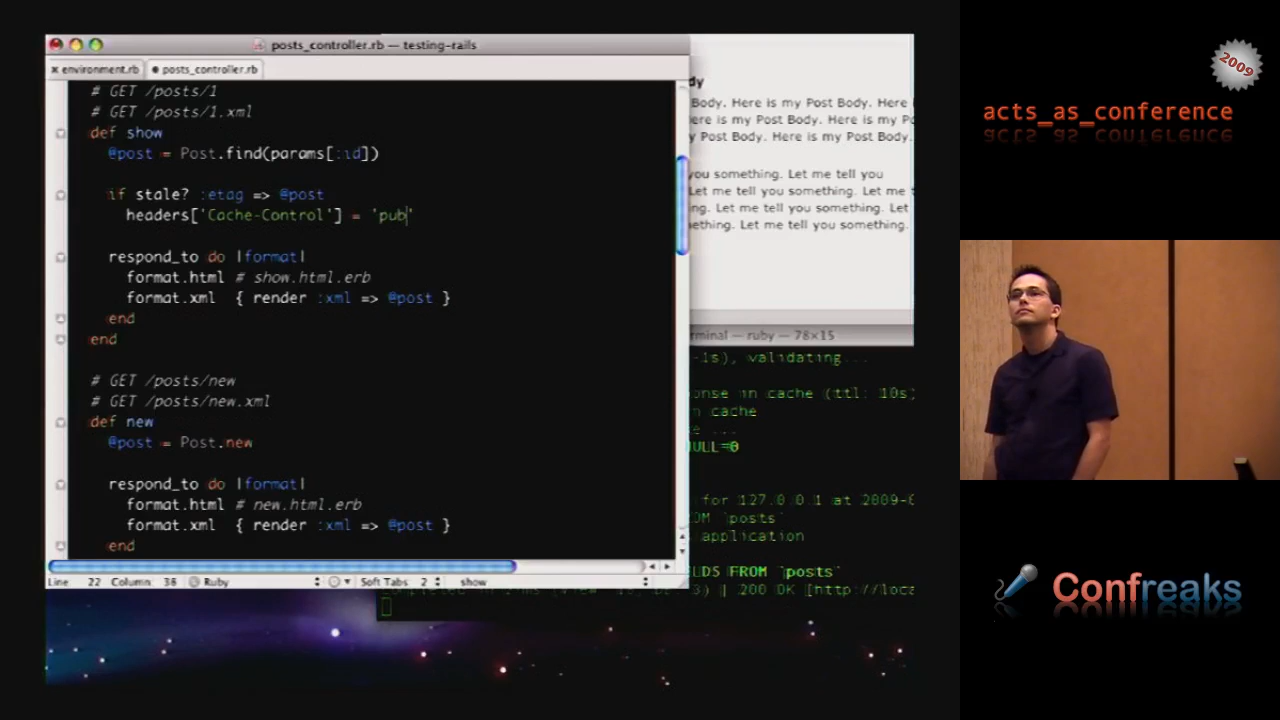 posts_controller.rb — testing-rails
environment.rb posts_controller.rb
# GET /posts/1
# GET /posts/1.xml
def show
@post = Post.find(params[:id])
if stale? :etag => @post
headers['Cache-Control'] = 'pub'
respond_to do |format|
format.html # show.html.erb
format.xml { render :xml => @post }
end
end
# GET /posts/new
# GET /posts/new.xml
def new
@post = Post.new
respond_to do |format|
format.html # new.html.erb
format.xml { render :xml => @post }
end
Line 22 Column 38 Ruby Soft Tabs: 2 show
dy
Body. Here is my Post Body. Here i
ere is my Post Body. Here is my Po
my Post Body. Here is my Post Body.
you something. Let me tell you
Let me tell you something. Let me t
ng. Let me tell you something. Let
ething. Let me tell you something.
rminal — ruby — 78×15
-1s), validating...
onse in cache (ttl: 10s)
n cache
e ...
NULL=0
for 127.0.0.1 at 2009-
OM `posts`
application
LDS FROM `posts`
| 200 OK [http://loca
2009
acts_as_conference
Confreaks